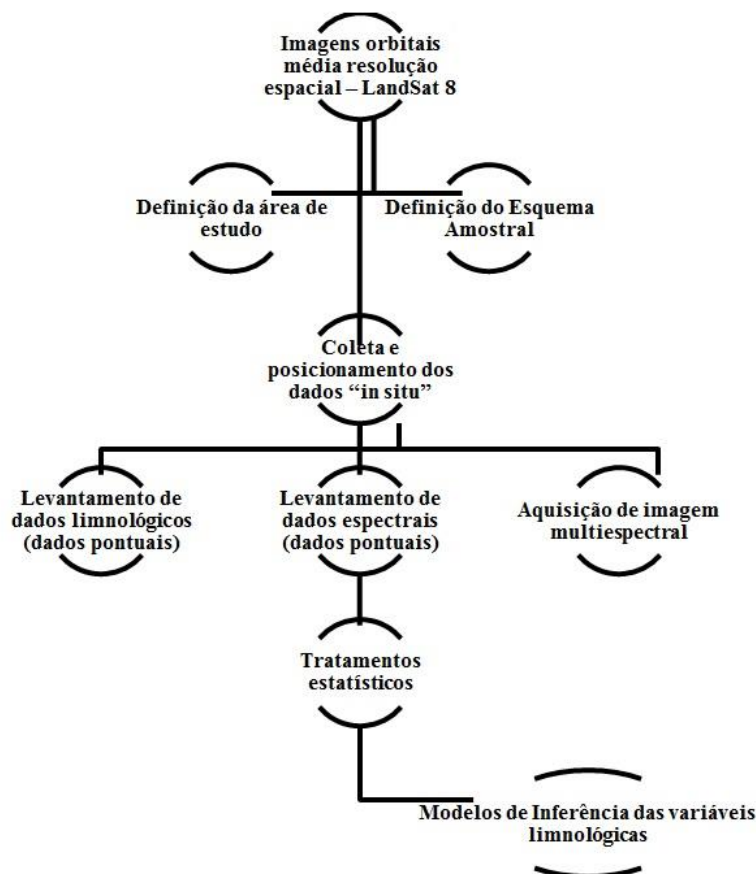 Imagens orbitais
média resolução
espacial – LandSat 8
Definição da área de
estudo
Definição do Esquema
Amostral
Coleta e
posicionamento dos
dados “in situ”
Levantamento de
dados limnológicos
(dados pontuais)
Levantamento de
dados espectrais
(dados pontuais)
Aquisição de imagem
multiespectral
Tratamentos
estatísticos
Modelos de Inferência das variáveis
limnológicas